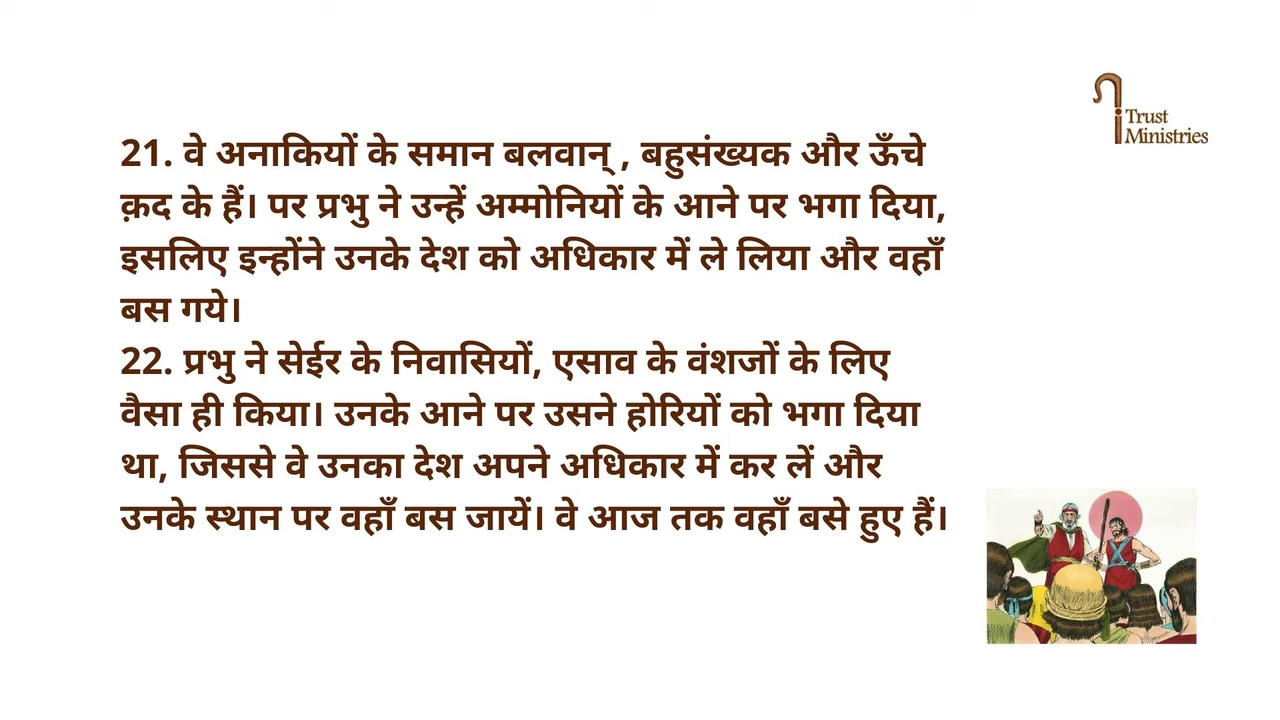 Trust
Ministries
21. वे अनाकियों के समान बलवान् , बहुसंख्यक और ऊँचे
क़द के हैं। पर प्रभु ने उन्हें अम्मोनियों के आने पर भगा दिया,
इसलिए इन्होंने उनके देश को अधिकार में ले लिया और वहाँ
बस गये।
22. प्रभु ने सेईर के निवासियों, एसाव के वंशजों के लिए
वैसा ही किया। उनके आने पर उसने होरियों को भगा दिया
था, जिससे वे उनका देश अपने अधिकार में कर लें और
उनके स्थान पर वहाँ बस जायें। वे आज तक वहाँ बसे हुए हैं।